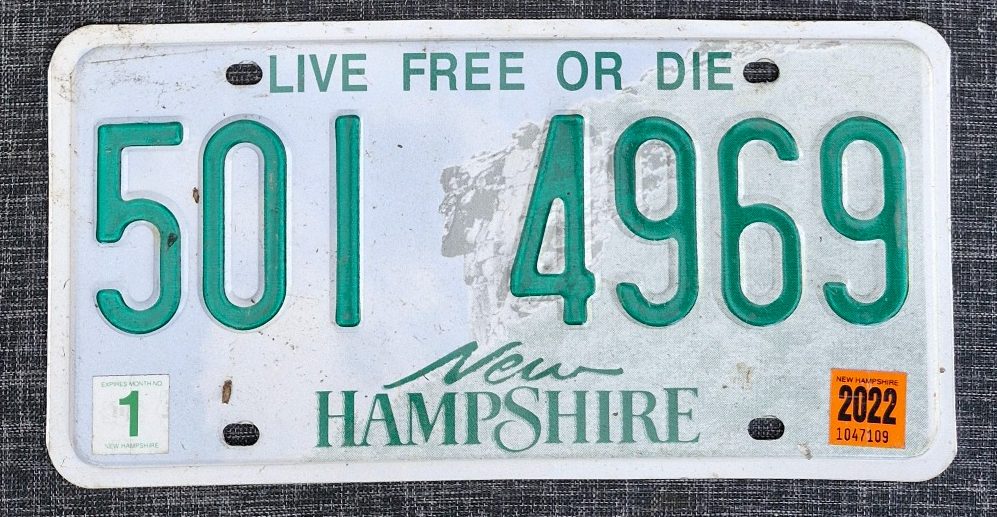 LIVE FREE OR DIE
501 4969
New
HAMPSHIRE
EXPIRES MONTH NO.
1
NEW HAMPSHIRE
NEW HAMPSHIRE
2022
1047109